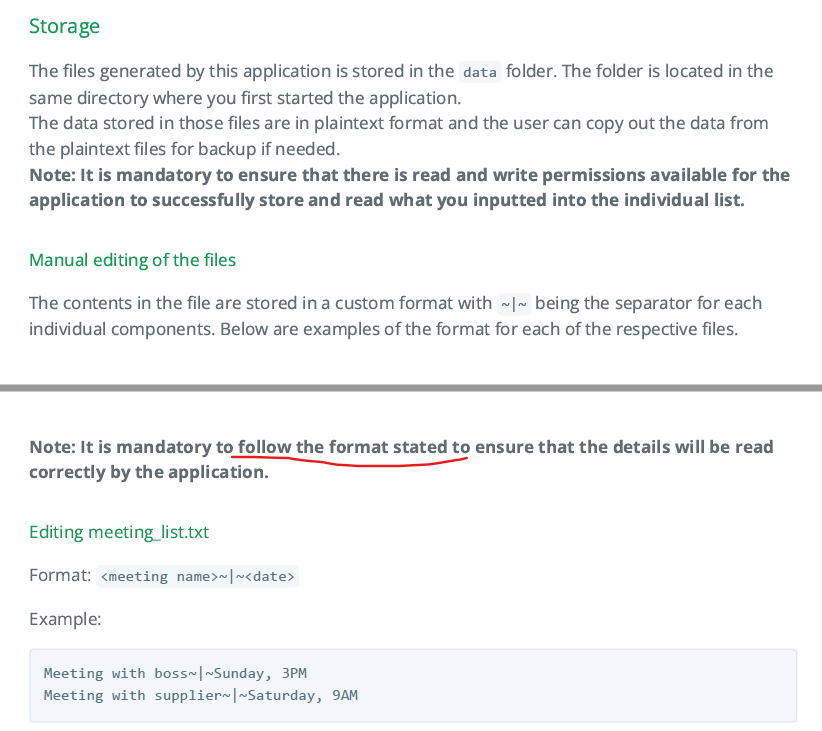 Storage
The files generated by this application is stored in the data folder. The folder is located in the
same directory where you first started the application.
The data stored in those files are in plaintext format and the user can copy out the data from
the plaintext files for backup if needed.
Note: It is mandatory to ensure that there is read and write permissions available for the
application to successfully store and read what you inputted into the individual list.
Manual editing of the files
The contents in the file are stored in a custom format with ~|~ being the separator for each
individual components. Below are examples of the format for each of the respective files.
Note: It is mandatory to follow the format stated to ensure that the details will be read
correctly by the application.
Editing meeting_list.txt
Format: <meeting name>~|~<date>
Example:
Meeting with boss~|~Sunday, 3PM
Meeting with supplier~|~Saturday, 9AM